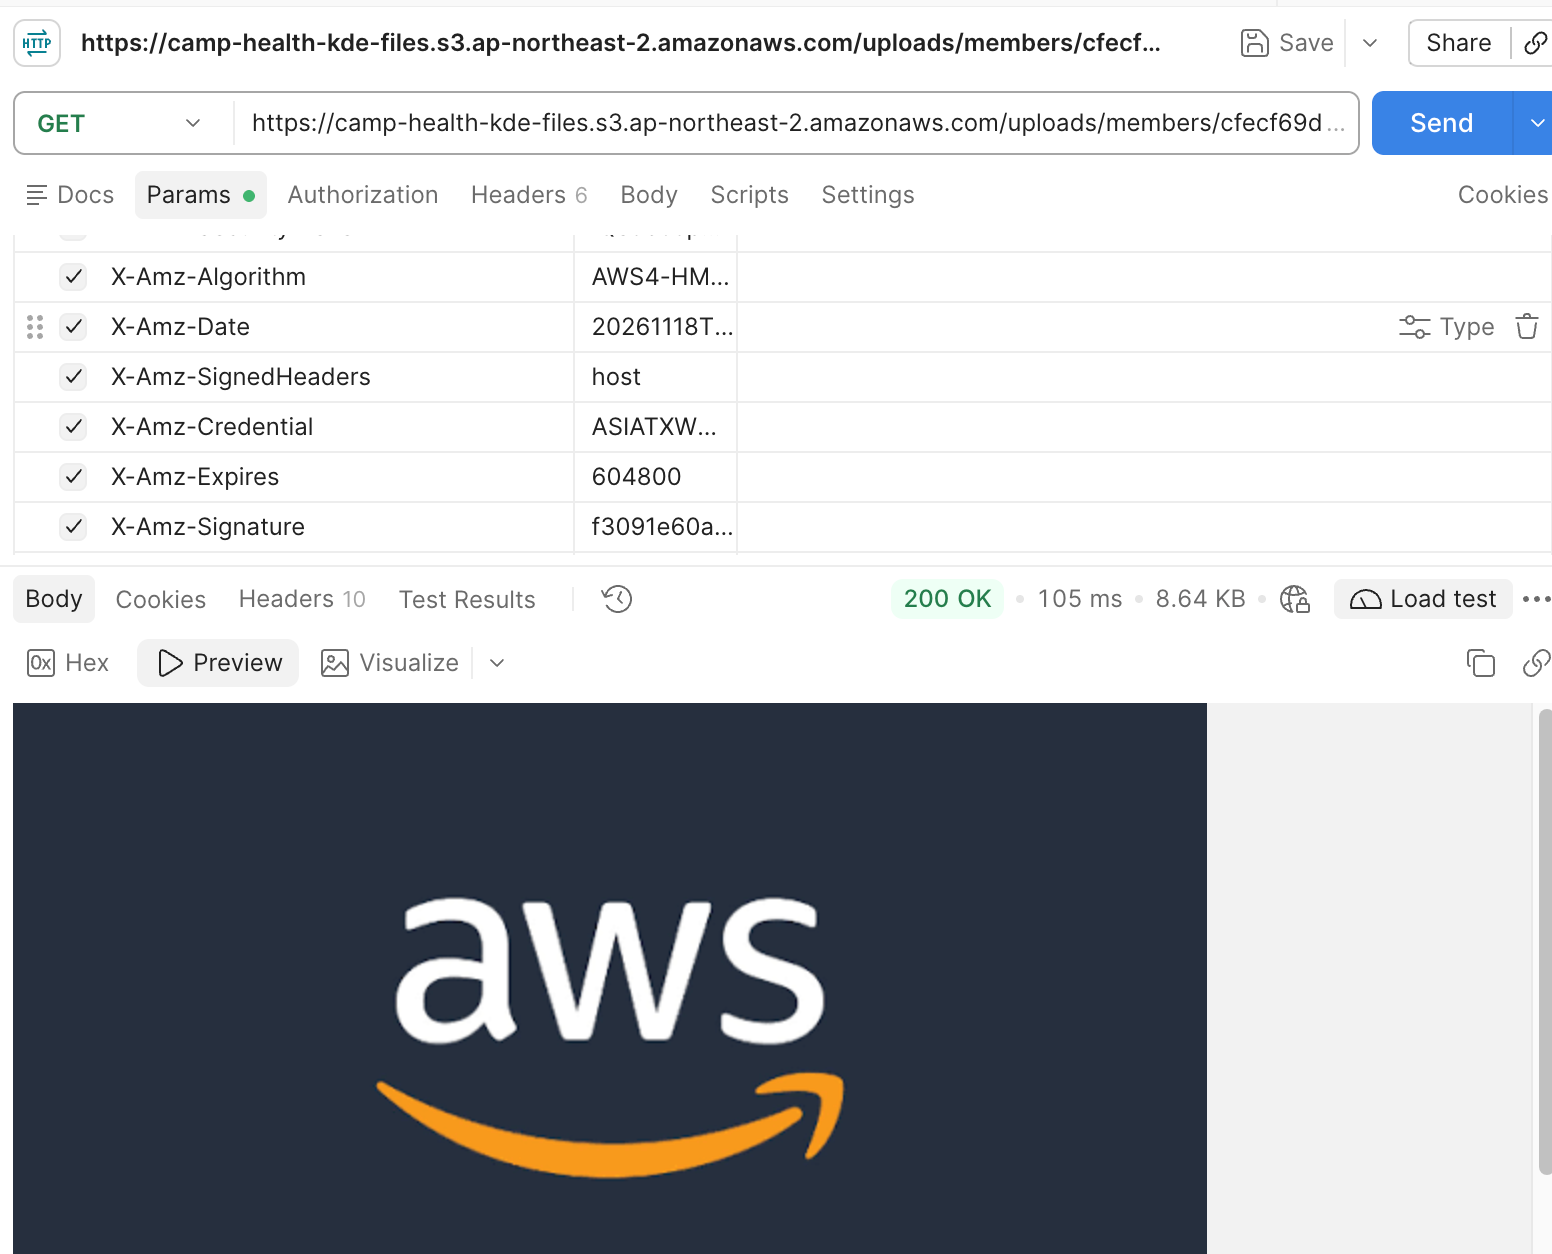 HTTP
https://camp-health-kde-files.s3.ap-northeast-2.amazonaws.com/uploads/members/cfecf...
Save
Share
GET
https://camp-health-kde-files.s3.ap-northeast-2.amazonaws.com/uploads/members/cfecf69d...
Send
Docs
Params
Authorization
Headers 6
Body
Scripts
Settings
Cookies
X-Amz-Algorithm AWS4-HM...
X-Amz-Date 20261118T...
Type
X-Amz-SignedHeaders host
X-Amz-Credential ASIATXW...
X-Amz-Expires 604800
X-Amz-Signature f3091e60a...
Body
Cookies
Headers 10
Test Results
200 OK
105 ms
8.64 KB
Load test
0x Hex
Preview
Visualize
aws